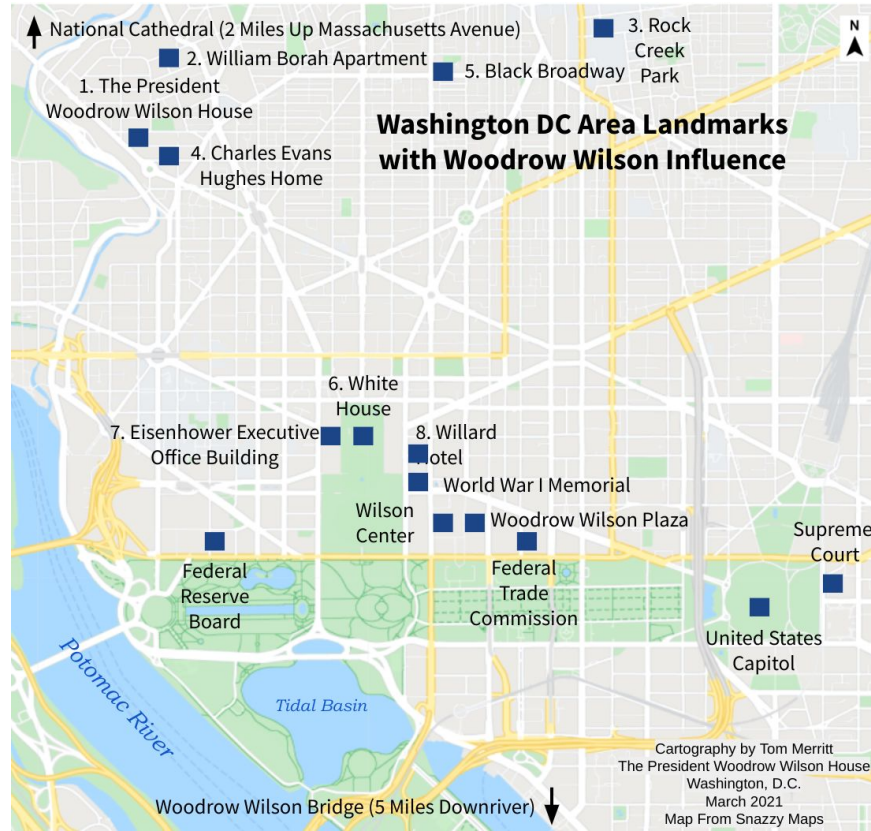 National Cathedral (2 Miles Up Massachusetts Avenue)
3. Rock
Creek
Park
N
2. William Borah Apartment
5. Black Broadway
1. The President
Woodrow Wilson House
Washington DC Area Landmarks
with Woodrow Wilson Influence
4. Charles Evans
Hughes Home
6. White
House
7. Eisenhower Executive
Office Building
8. Willard
Hotel
World War I Memorial
Wilson
Center
Woodrow Wilson Plaza
Supreme
Court
Federal
Reserve
Board
Federal
Trade
Commission
United States
Capitol
Potomac River
Tidal Basin
Cartography by Tom Merritt
The President Woodrow Wilson House
Washington, D.C.
March 2021
Map From Snazzy Maps
Woodrow Wilson Bridge (5 Miles Downriver)